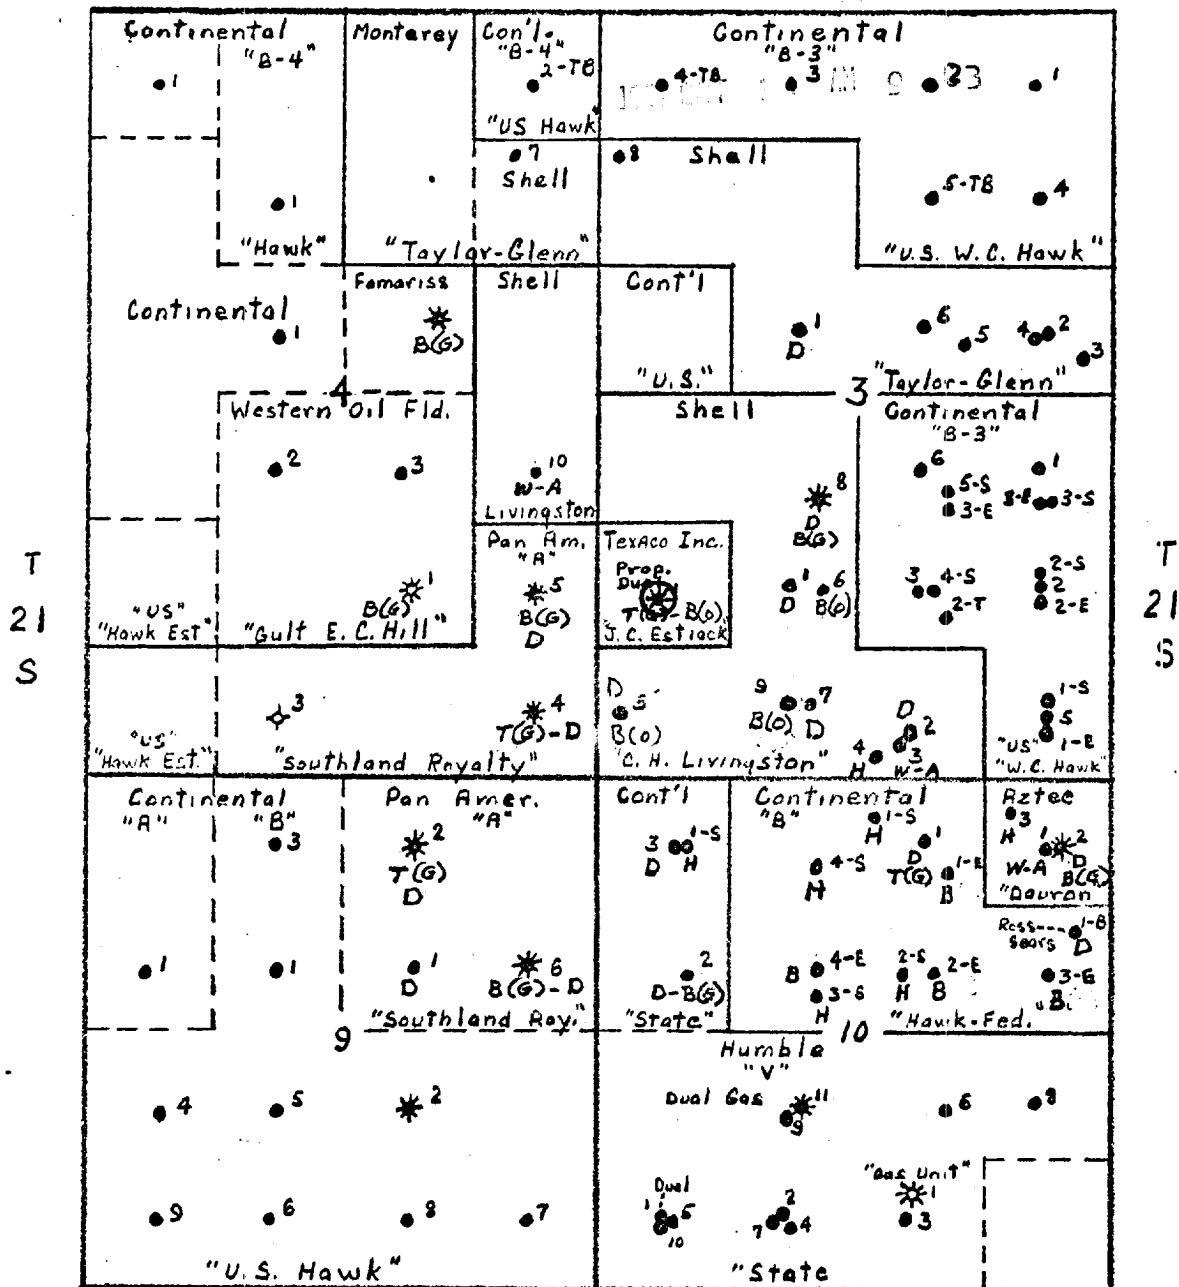 Continental
"B-4"
1
1
"Hawk"
Monterey
"Taylor-Glenn"
Con'l.
"B-4"
2-TB
"US Hawk"
7
Shell
Continental
"B-3"
4-TB
3
2
1
8
Shell
5-TB
4
"U.S. W.C. Hawk"
Continental
1
Famariss
B(G)
Shell
Cont'l
"U.S."
1
D
6
5
4
2
3
"Taylor-Glenn"
4
3
Western Oil Fld.
2
3
1
B(G)
"Gulf E.C. Hill"
"US"
"Hawk Est"
10
W-A
Livingston
Shell
8
D
B(G)
1
D
6
B(O)
Continental
"B-3"
6
1
5-S
3-E
3-S
3
4-S
2-T
2-S
2
2-E
T
21
S
T
21
S
Pan Am.
"A"
5
B(G)
D
Texaco Inc.
Prop.
Dual
T(G)-B(O)
"J.C. Estlack"
"US"
"Hawk Est."
3
4
T(G)-D
"Southland Royalty"
D
5
B(O)
9
B(O)
7
D
D
2
3
W-A
4
H
"C. H. Livingston"
1-S
5
1-E
"US"
"W.C. Hawk"
Continental
"A"
"B"
3
1
1
Pan Amer.
"A"
2
T(G)
D
1
D
6
B(G)-D
"Southland Roy."
Cont'l
3
D
1-S
H
2
D-B(G)
"State"
Continental
"B"
1-S
H
1
D
T(G)
4-S
H
1-E
B
B
4-E
3-S
H
2-S
H
2-E
B
"Hawk-Fed.
Aztec
3
H
1
W-A
2
D
B(G)
"Dauron
Ross
Sears
1-B
D
3-E
"B.
9
10
4
5
2
9
6
8
7
"U.S. Hawk"
Humble
"V"
Dual Gas
11
9
6
8
Dual
1
5
10
2
7
4
"Gas Unit"
1
3
"State